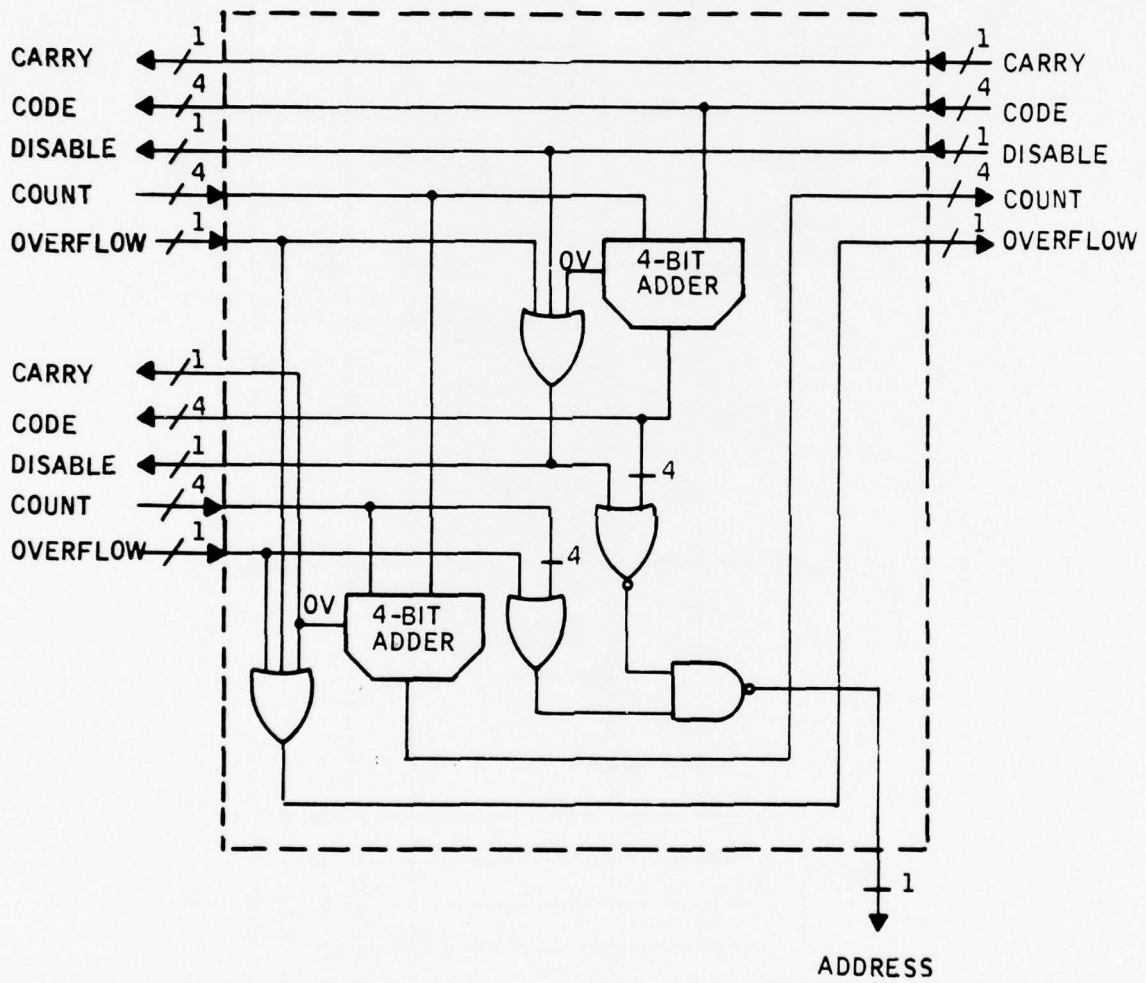 1
CARRY
1
CARRY
4
CODE
4
CODE
1
DISABLE
1
DISABLE
4
COUNT
4
COUNT
1
OVERFLOW
1
OVERFLOW
OV
4-BIT
ADDER
1
CARRY
4
CODE
1
DISABLE
4
4
COUNT
1
OVERFLOW
4
OV
4-BIT
ADDER
1
ADDRESS